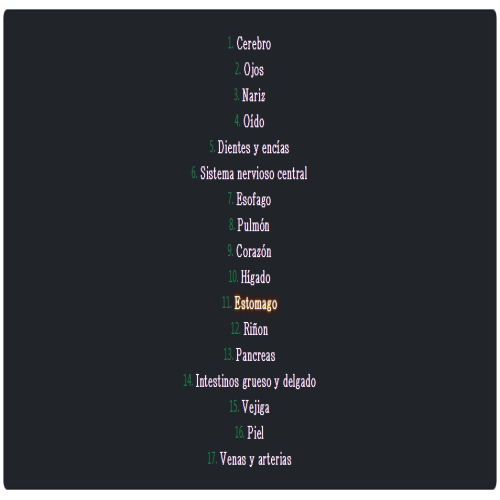 1. Cerebro
2. Ojos
3. Nariz
4. Oído
5. Dientes y encías
6. Sistema nervioso central
7. Esofago
8. Pulmón
9. Corazón
10. Hígado
11. Estomago
12. Riñon
13. Pancreas
14. Intestinos grueso y delgado
15. Vejiga
16. Piel
17. Venas y arterias